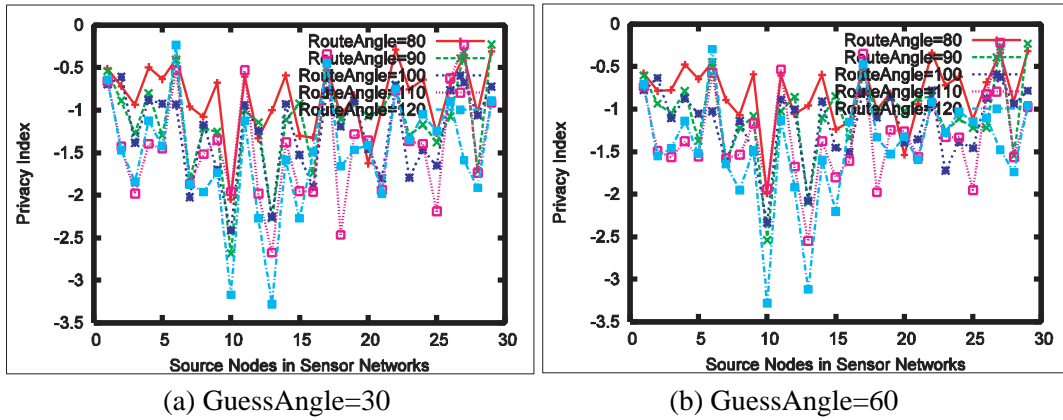 0
-0.5
-1
-1.5
-2
-2.5
-3
-3.5
Privacy Index
0 5 10 15 20 25 30
Source Nodes in Sensor Networks
RouteAngle=80
RouteAngle=90
RouteAngle=100
RouteAngle=110
RouteAngle=120
(a) GuessAngle=30
0
-0.5
-1
-1.5
-2
-2.5
-3
-3.5
Privacy Index
0 5 10 15 20 25 30
Source Nodes in Sensor Networks
RouteAngle=80
RouteAngle=90
RouteAngle=100
RouteAngle=110
RouteAngle=120
(b) GuessAngle=60